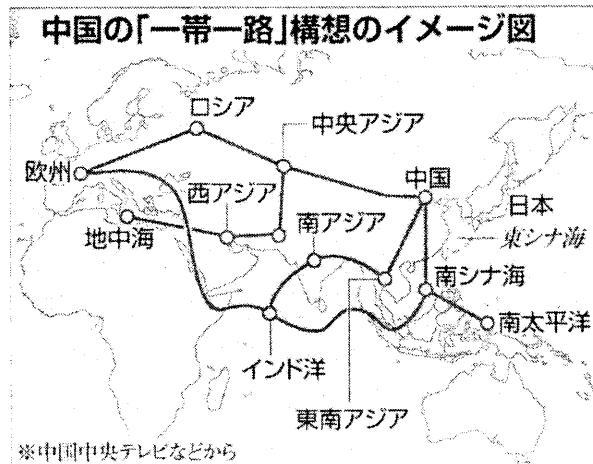 中国の「一帯一路」構想のイメージ図
ロシア
中央アジア
欧州
西アジア
中国
南アジア
日本
地中海
東シナ海
南シナ海
南太平洋
インド洋
東南アジア
※中国中央テレビなどから